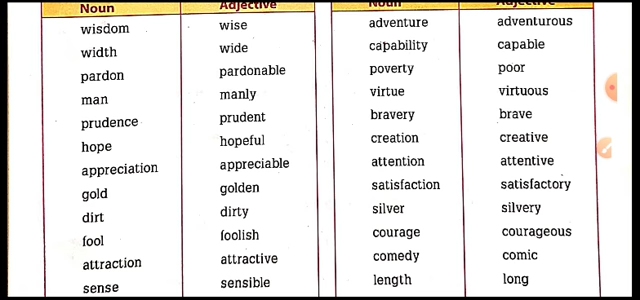 Noun Adjective Noun Adjective
wisdom wise adventure adventurous
width wide capability capable
pardon pardonable poverty poor
man manly virtue virtuous
prudence prudent bravery brave
hope hopeful creation creative
appreciation appreciable attention attentive
gold golden satisfaction satisfactory
dirt dirty silver silvery
fool foolish courage courageous
attraction attractive comedy comic
sense sensible length long